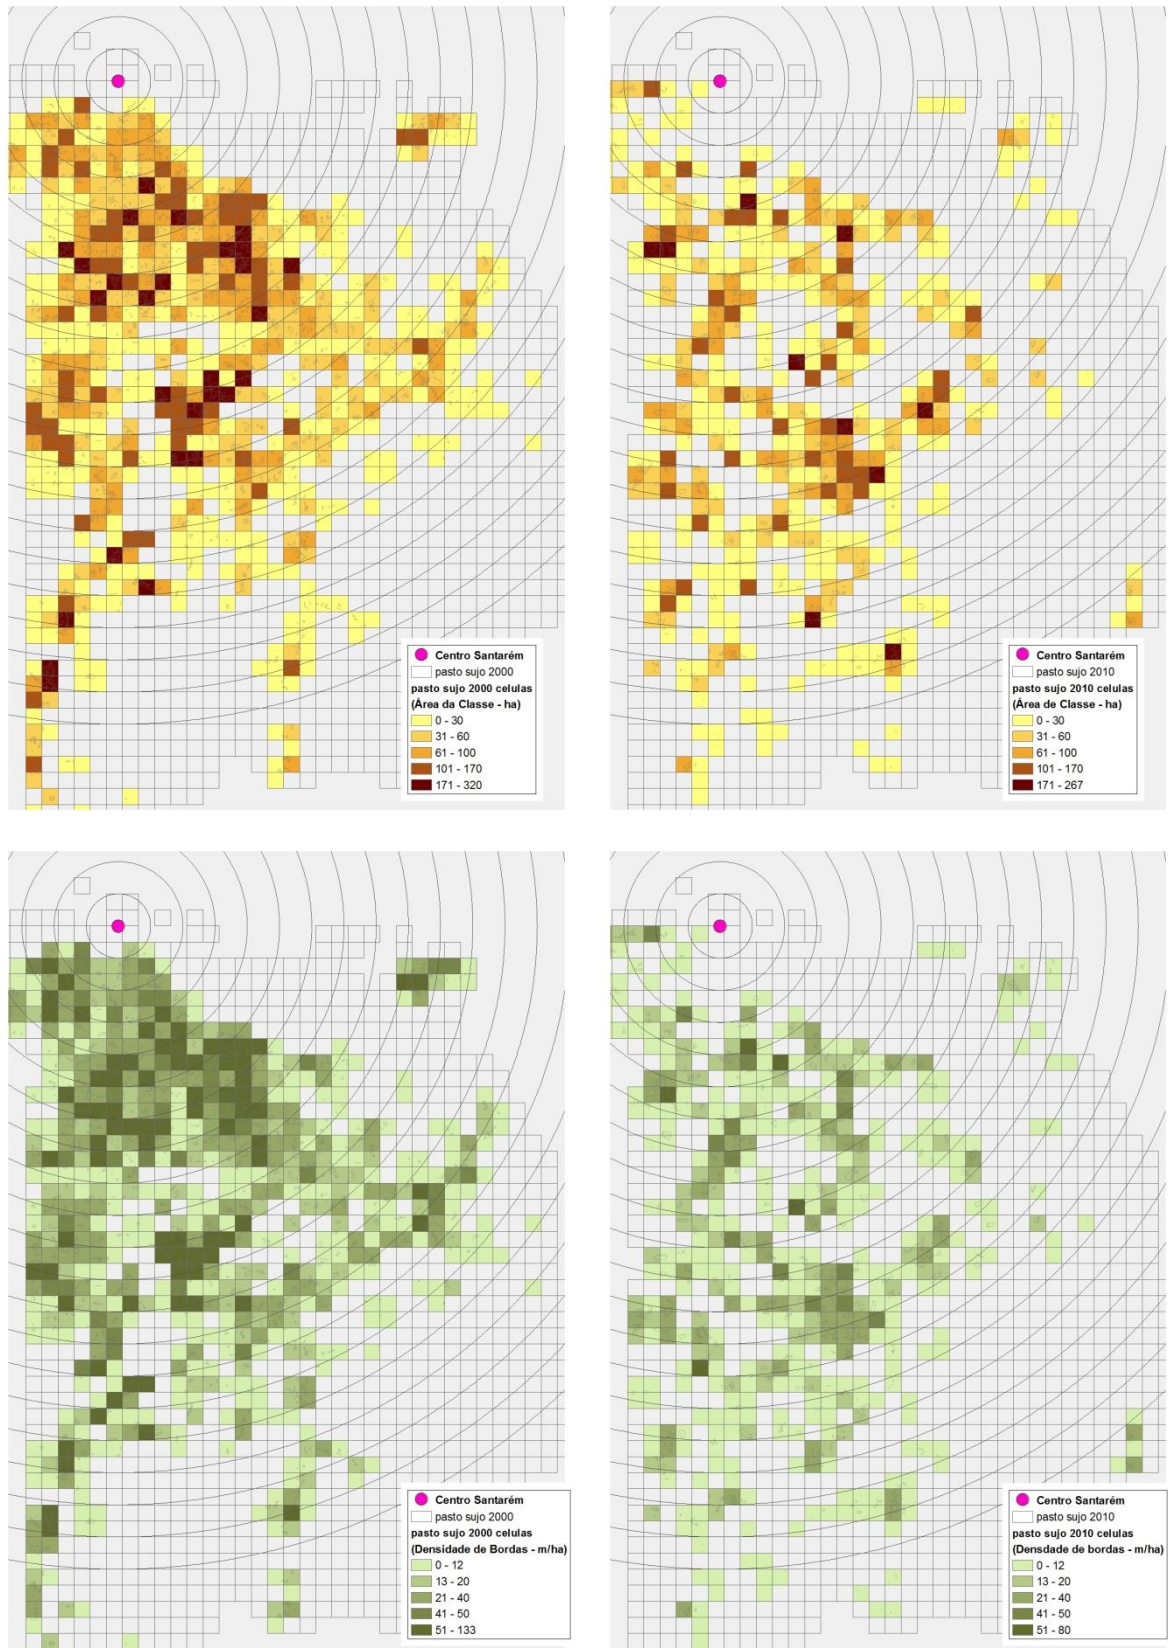 Centro Santarém
pasto sujo 2000
pasto sujo 2000 celulas
(Área da Classe - ha)
0 - 30
31 - 60
61 - 100
101 - 170
171 - 320
Centro Santarém
pasto sujo 2010
pasto sujo 2010 celulas
(Área de Classe - ha)
0 - 30
31 - 60
61 - 100
101 - 170
171 - 267
Centro Santarém
pasto sujo 2000
pasto sujo 2000 celulas
(Densidade de Bordas - m/ha)
0 - 12
13 - 20
21 - 40
41 - 50
51 - 133
Centro Santarém
pasto sujo 2010
pasto sujo 2010 celulas
(Densdade de bordas - m/ha)
0 - 12
13 - 20
21 - 40
41 - 50
51 - 80